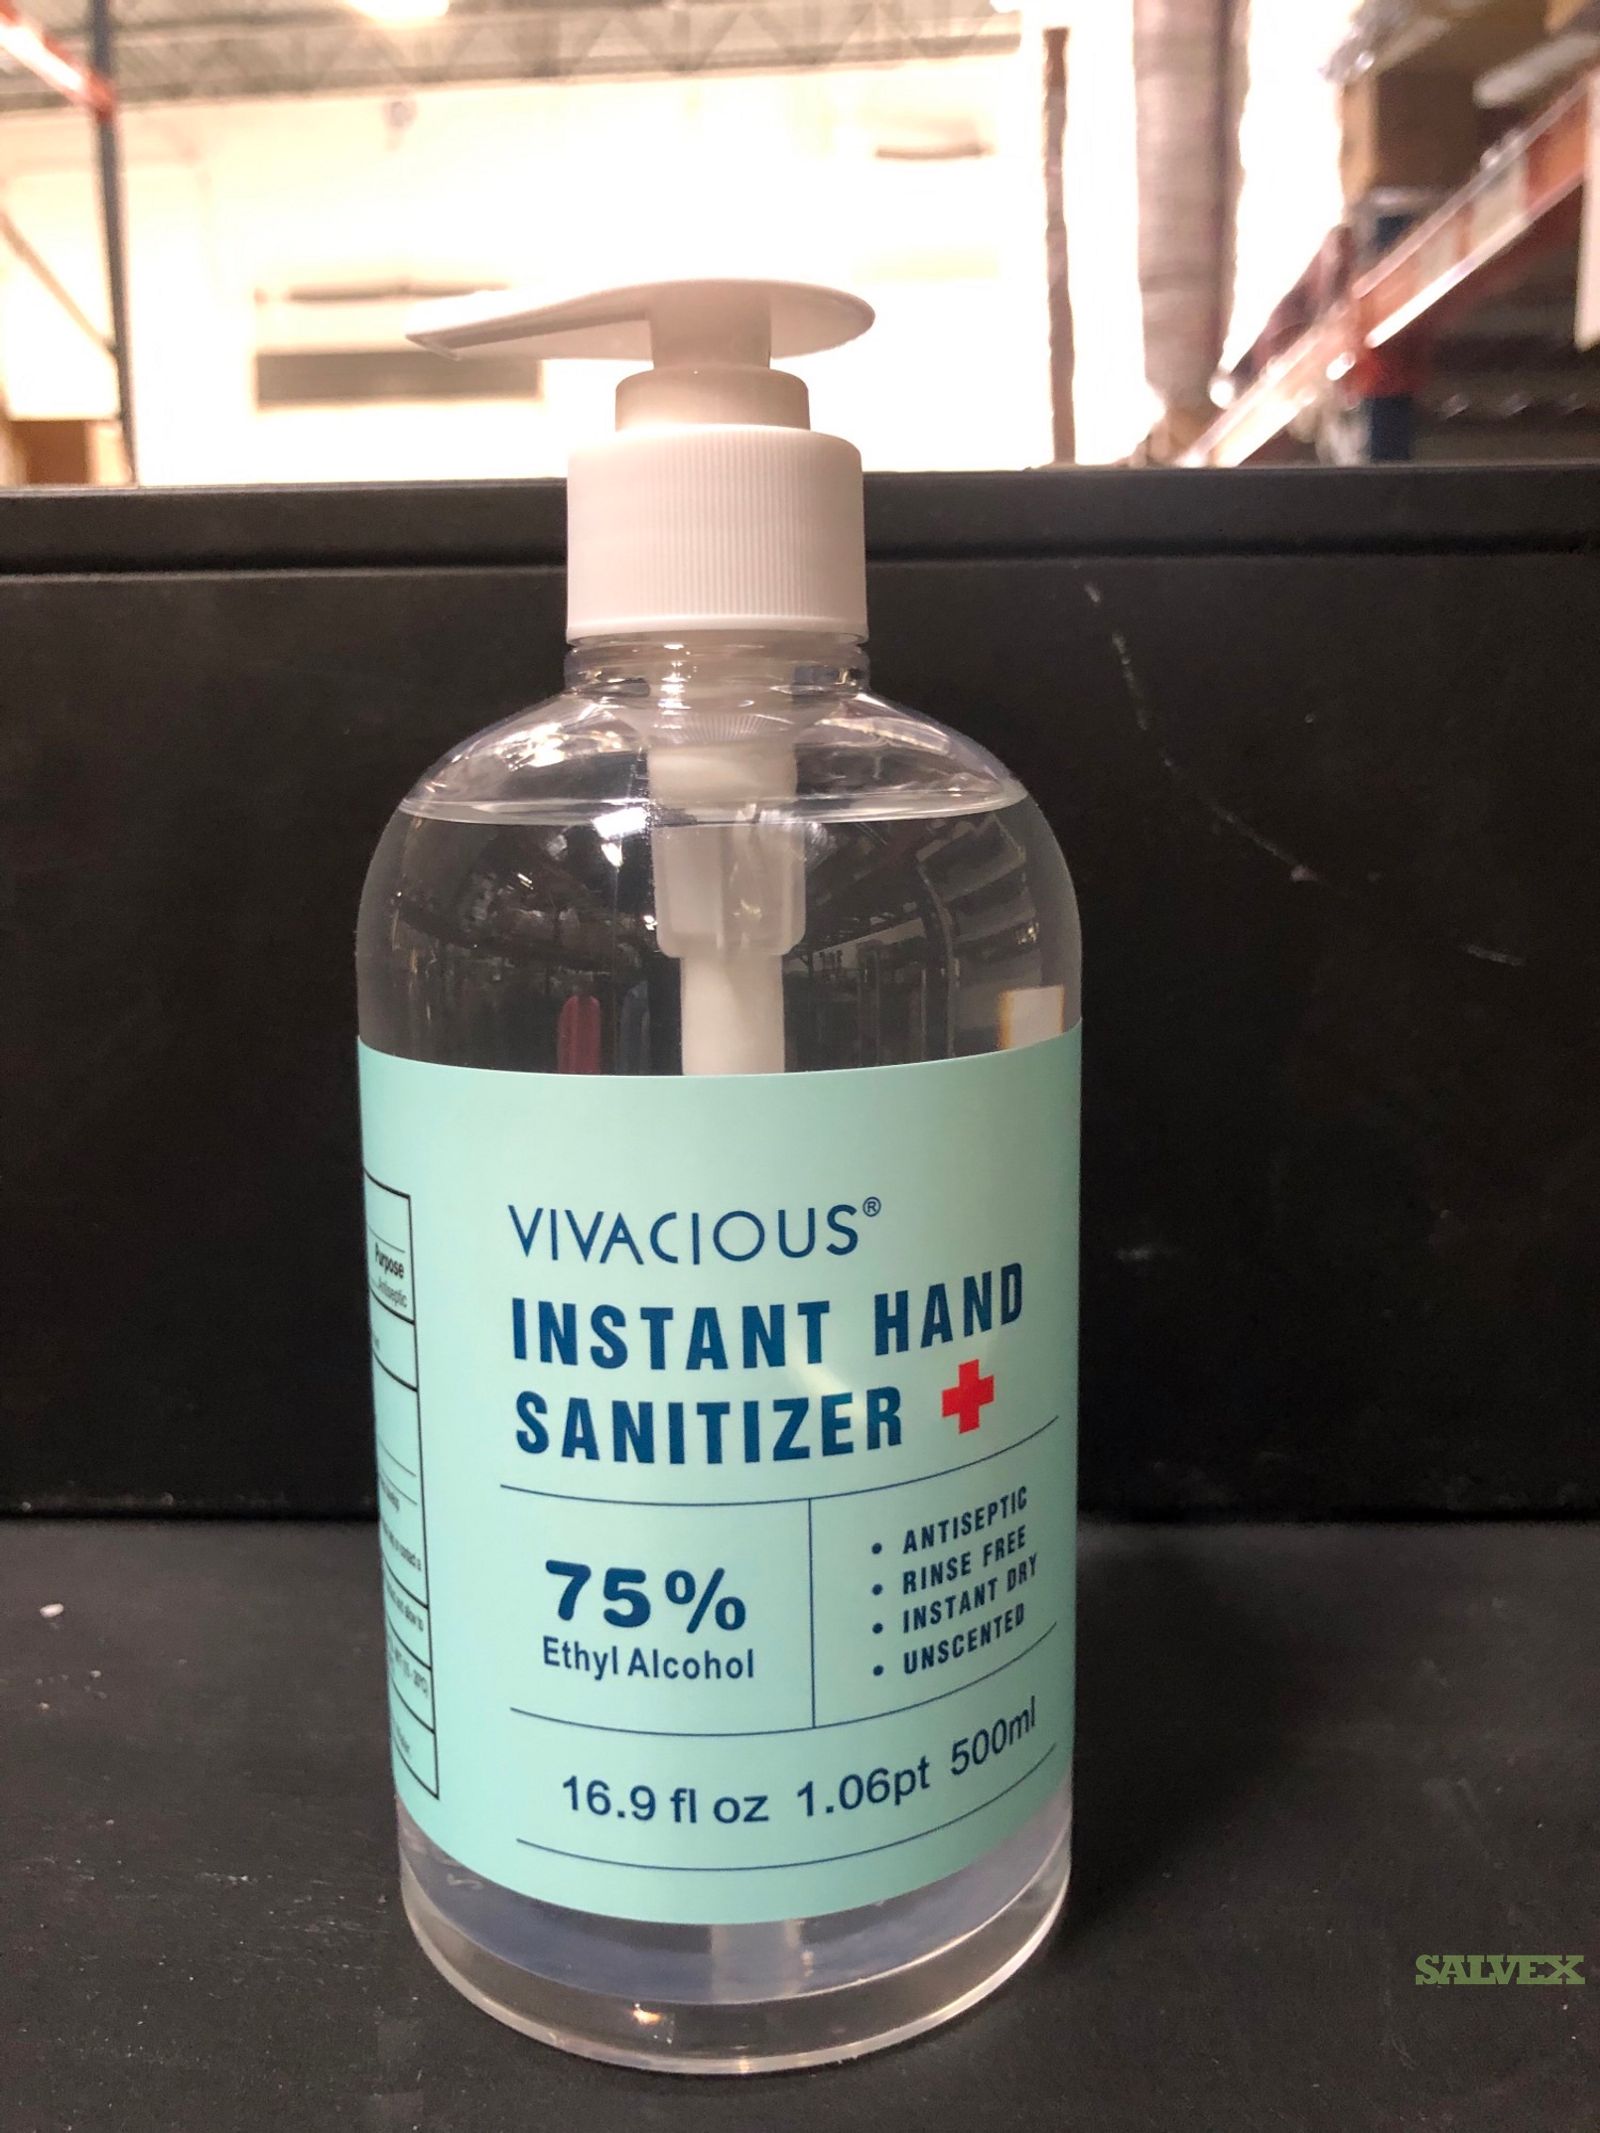 VIVACIOUS®
INSTANT HAND
SANITIZER
75%
Ethyl Alcohol
• ANTISEPTIC
• RINSE FREE
• INSTANT DRY
• UNSCENTED
16.9 fl oz 1.06pt 500ml
Purpose
Antiseptic
SALVEX